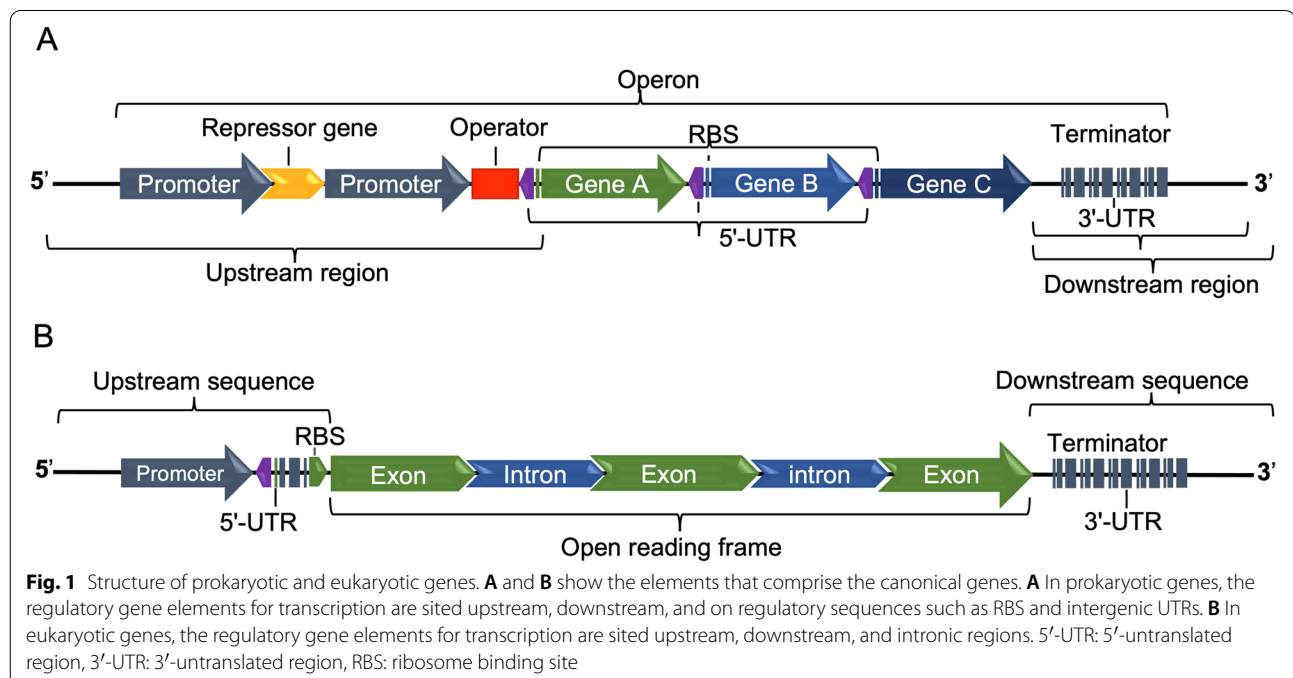 A
Operon
Repressor gene
Operator
RBS
Terminator
5’
Promoter
Promoter
Gene A
Gene B
Gene C
3’
3'-UTR
5'-UTR
Upstream region
Downstream region
B
Upstream sequence
Downstream sequence
RBS
Terminator
5’
Promoter
Exon
Intron
Exon
intron
Exon
3’
5'-UTR
3'-UTR
Open reading frame
Fig. 1 Structure of prokaryotic and eukaryotic genes. A and B show the elements that comprise the canonical genes. A In prokaryotic genes, the
regulatory gene elements for transcription are sited upstream, downstream, and on regulatory sequences such as RBS and intergenic UTRs. B In
eukaryotic genes, the regulatory gene elements for transcription are sited upstream, downstream, and intronic regions. 5′-UTR: 5′-untranslated
region, 3′-UTR: 3′-untranslated region, RBS: ribosome binding site